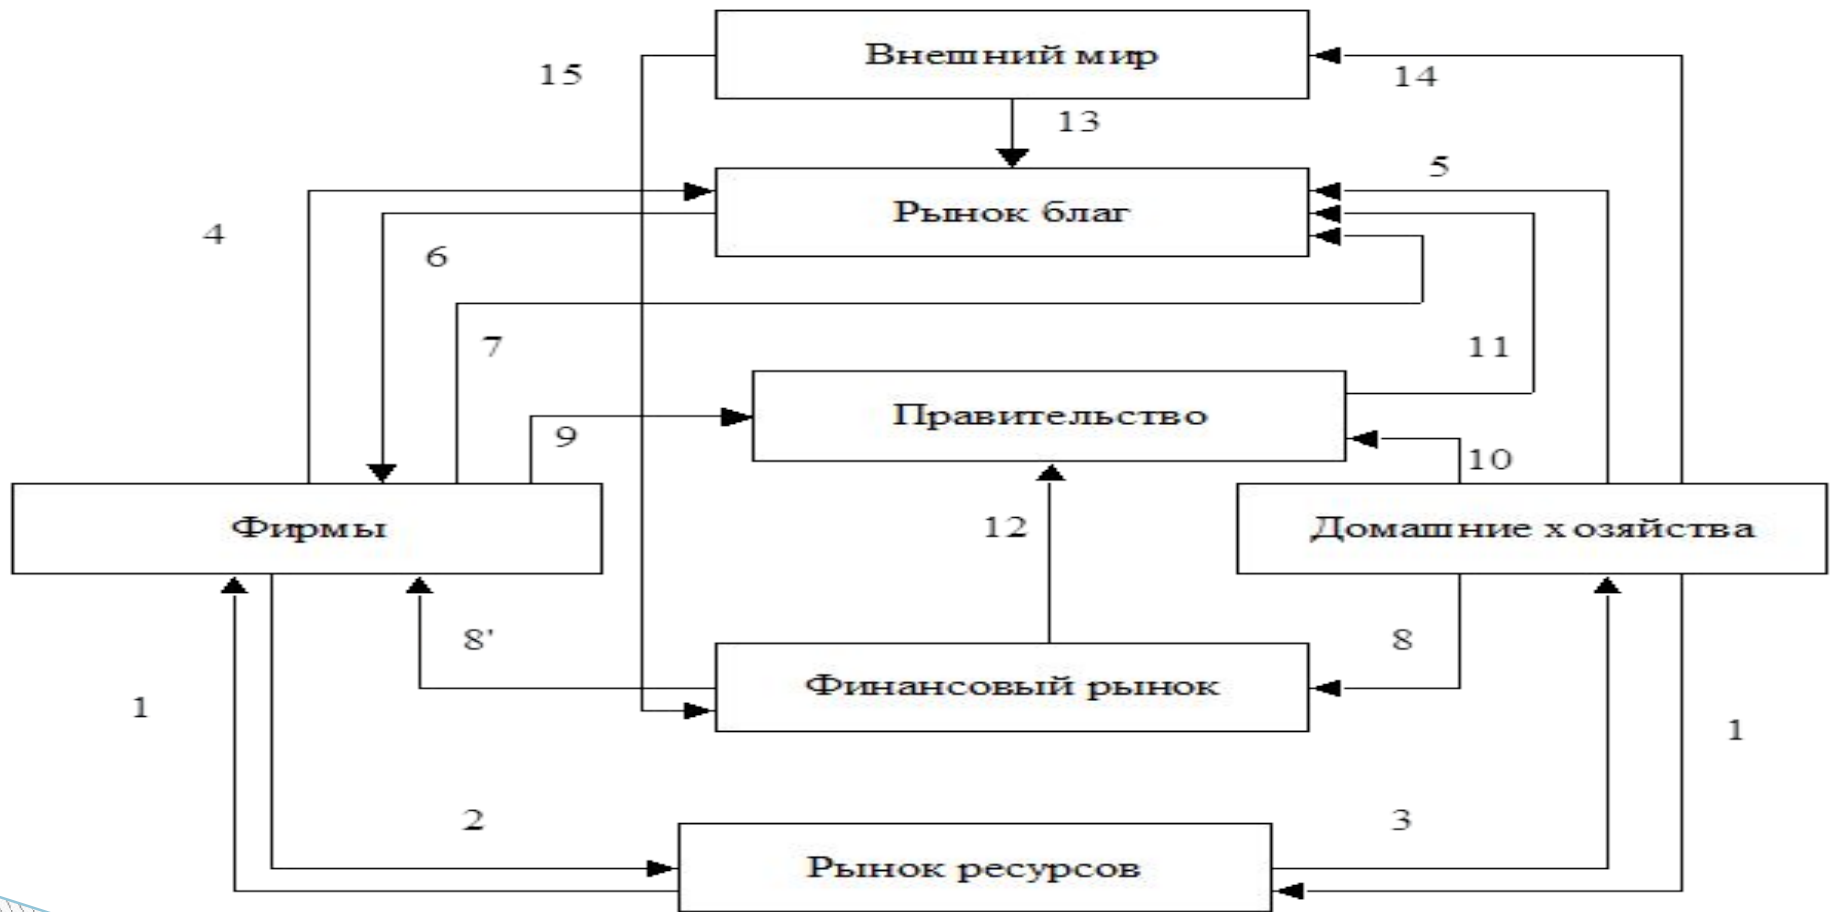 Внешний мир
15
14
13
5
Рынок благ
4
6
7
11
Правительство
9
10
Фирмы
12
Домашние хозяйства
8'
8
Финансовый рынок
1
1
2
3
Рынок ресурсов